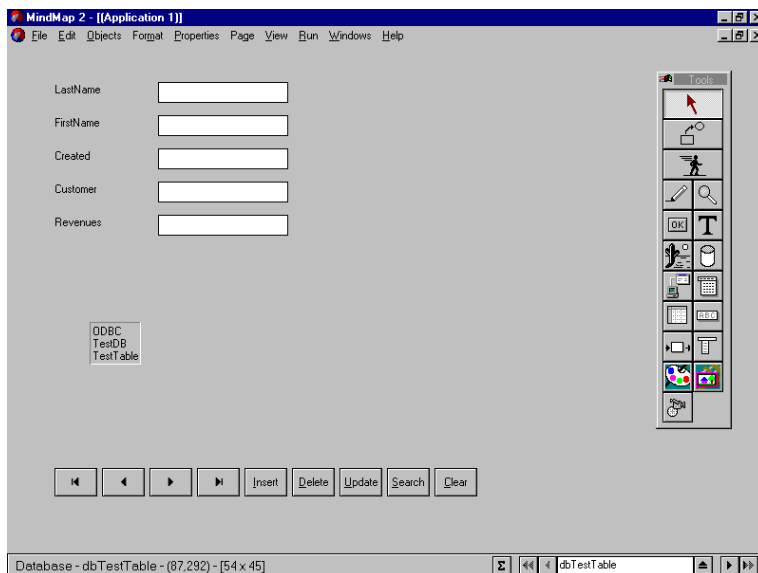 MindMap 2 - [(Application 1)]
File Edit Objects Format Properties Page View Run Windows Help
Tools
LastName
FirstName
Created
Customer
Revenues
OK
T
ABC
ODBC
TestDB
TestTable
Insert Delete Update Search Clear
Database - dbTestTable - (87,292) - [54 x 45] Σ dbTestTable